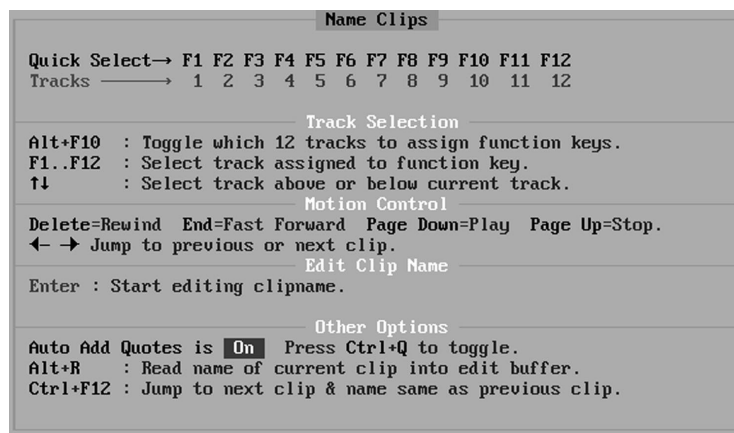 Name Clips
Quick Select→ F1 F2 F3 F4 F5 F6 F7 F8 F9 F10 F11 F12
Tracks ———→ 1 2 3 4 5 6 7 8 9 10 11 12
Track Selection
Alt+F10 : Toggle which 12 tracks to assign function keys.
F1..F12 : Select track assigned to function key.
↑↓ : Select track above or below current track.
Motion Control
Delete=Rewind End=Fast Forward Page Down=Play Page Up=Stop.
← → Jump to previous or next clip.
Edit Clip Name
Enter : Start editing clipname.
Other Options
Auto Add Quotes is On Press Ctrl+Q to toggle.
Alt+R : Read name of current clip into edit buffer.
Ctrl+F12 : Jump to next clip & name same as previous clip.